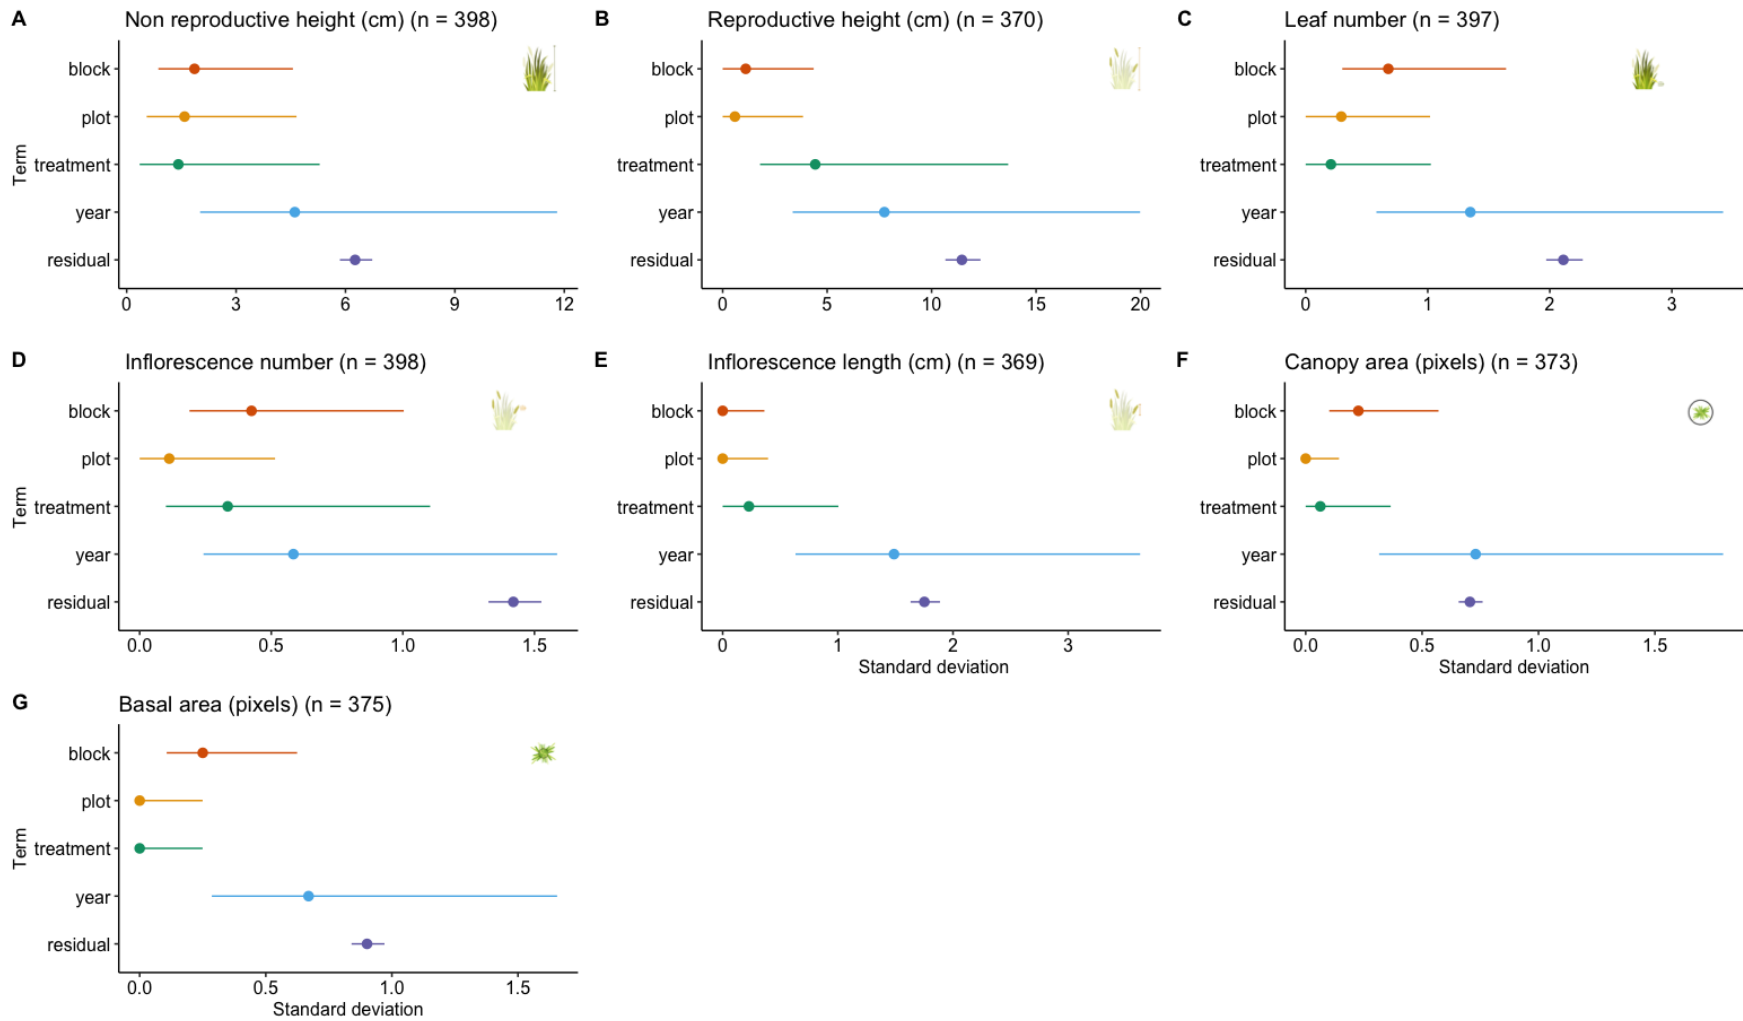 A Non reproductive height (cm) (n = 398)
Term
block
plot
treatment
year
residual
0 3 6 9 12
B Reproductive height (cm) (n = 370)
block
plot
treatment
year
residual
0 5 10 15 20
C Leaf number (n = 397)
block
plot
treatment
year
residual
0 1 2 3
D Inflorescence number (n = 398)
Term
block
plot
treatment
year
residual
0.0 0.5 1.0 1.5
E Inflorescence length (cm) (n = 369)
block
plot
treatment
year
residual
0 1 2 3
Standard deviation
F Canopy area (pixels) (n = 373)
block
plot
treatment
year
residual
0.0 0.5 1.0 1.5
Standard deviation
G Basal area (pixels) (n = 375)
Term
block
plot
treatment
year
residual
0.0 0.5 1.0 1.5
Standard deviation